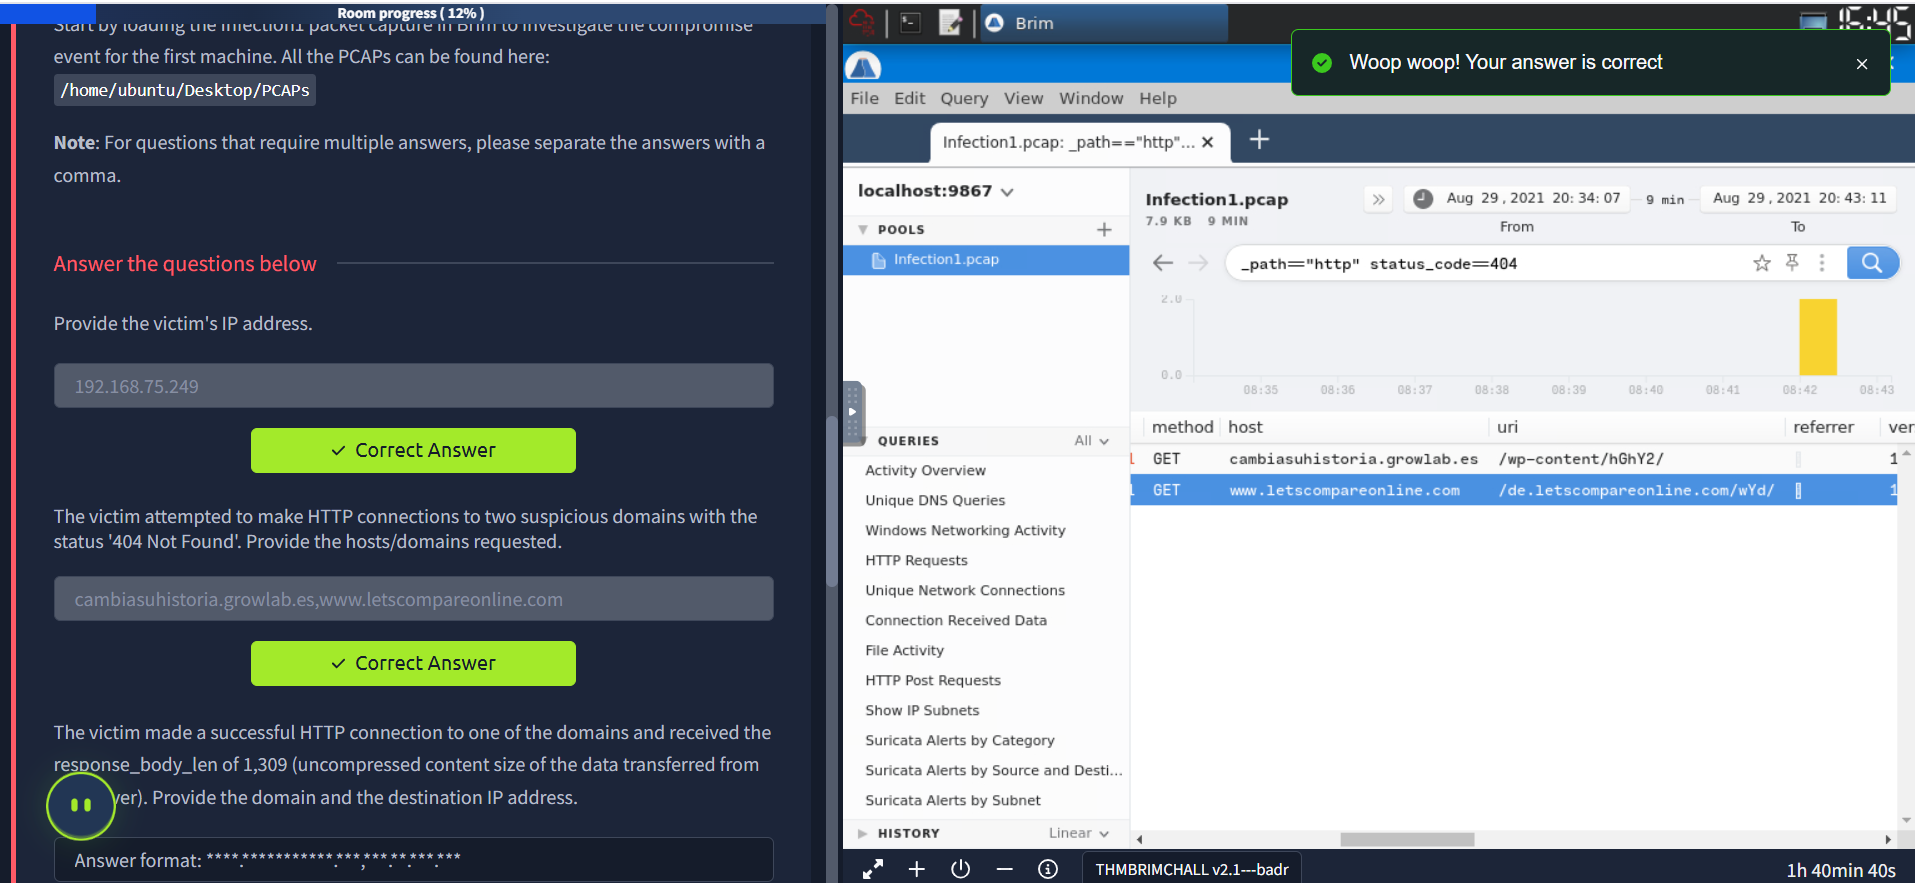 Room progress ( 12% )
Start by loading the Infection1 packet capture in Brim to investigate the compromise
event for the first machine. All the PCAPs can be found here:
/home/ubuntu/Desktop/PCAPs
Note: For questions that require multiple answers, please separate the answers with a
comma.
Answer the questions below
Provide the victim's IP address.
192.168.75.249
✓ Correct Answer
The victim attempted to make HTTP connections to two suspicious domains with the
status '404 Not Found'. Provide the hosts/domains requested.
cambiasuhistoria.growlab.es,www.letscompareonline.com
✓ Correct Answer
The victim made a successful HTTP connection to one of the domains and received the
response_body_len of 1,309 (uncompressed content size of the data transferred from
ver). Provide the domain and the destination IP address.
Answer format: ****.***********.***,***.**.***.***
Brim
16:45
Woop woop! Your answer is correct
File Edit Query View Window Help
Infection1.pcap: _path=="http"...
localhost:9867
POOLS
Infection1.pcap
QUERIES All
Activity Overview
Unique DNS Queries
Windows Networking Activity
HTTP Requests
Unique Network Connections
Connection Received Data
File Activity
HTTP Post Requests
Show IP Subnets
Suricata Alerts by Category
Suricata Alerts by Source and Desti...
Suricata Alerts by Subnet
HISTORY Linear
Infection1.pcap
7.9 KB 9 MIN
Aug 29, 2021 20:34:07 9 min Aug 29, 2021 20:43:11
From To
_path=="http" status_code==404
2.0
0.0
08:35 08:36 08:37 08:38 08:39 08:40 08:41 08:42 08:43
method host uri referrer ver
1 GET cambiasuhistoria.growlab.es /wp-content/hGhY2/ 1
1 GET www.letscompareonline.com /de.letscompareonline.com/wYd/ 1
THMBRIMCHALL v2.1---badr
1h 40min 40s